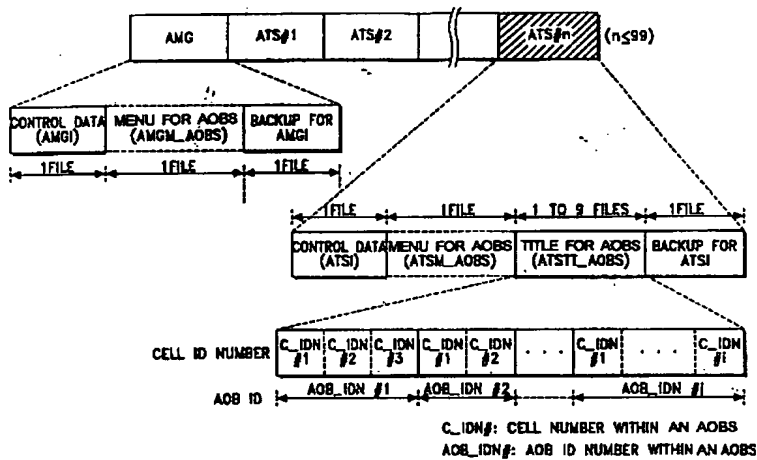 AMG ATS#1 ATS#2 ATS#n (n≤99)
CONTROL DATA (AMGI)
MENU FOR AOBS (AMGM_AOBS)
BACKUP FOR AMGI
1FILE 1FILE 1FILE
1FILE 1FILE 1 TO 9 FILES 1FILE
CONTROL DATA (ATSI)
MENU FOR AOBS (ATSM_AOBS)
TITLE FOR AOBS (ATSTT_AOBS)
BACKUP FOR ATSI
CELL ID NUMBER C_IDN #1 C_IDN #2 C_IDN #3 C_IDN #1 C_IDN #2 · · · C_IDN #1 · · · C_IDN #i
AOB ID AOB_IDN #1 AOB_IDN #2 AOB_IDN #j
C_IDN#: CELL NUMBER WITHIN AN AOBS
AOB_IDN#: AOB ID NUMBER WITHIN AN AOBS